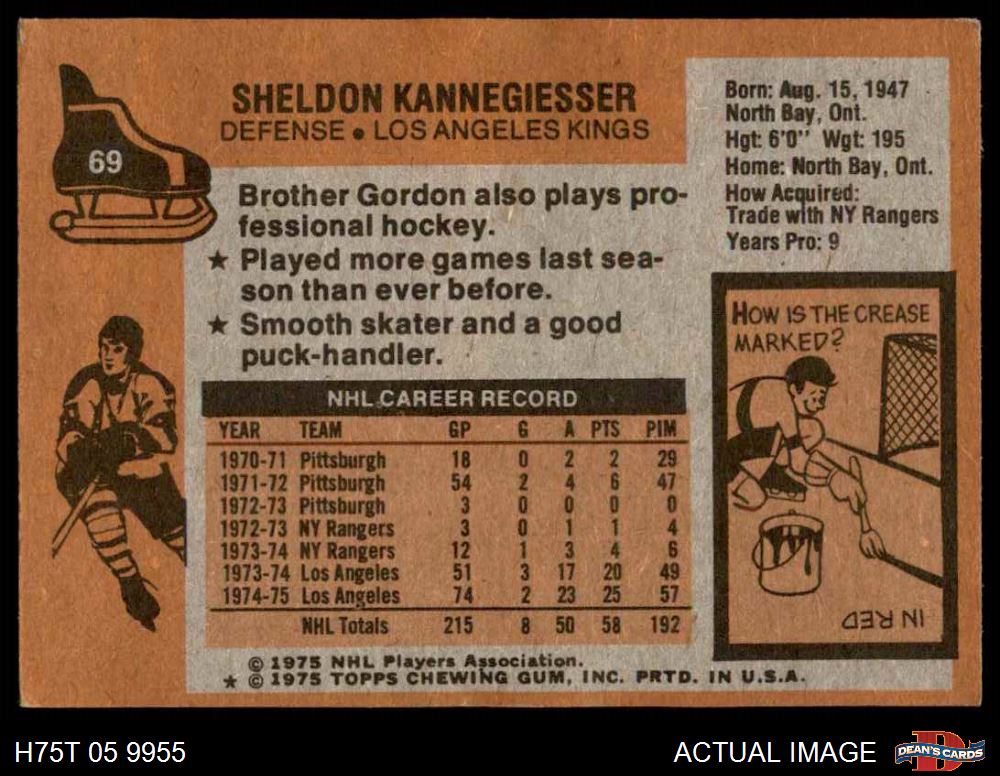 69
SHELDON KANNEGIESSER
DEFENSE • LOS ANGELES KINGS
Brother Gordon also plays pro-
fessional hockey.
★ Played more games last sea-
son than ever before.
★ Smooth skater and a good
puck-handler.
Born: Aug. 15, 1947
North Bay, Ont.
Hgt: 6'0" Wgt: 195
Home: North Bay, Ont.
How Acquired:
Trade with NY Rangers
Years Pro: 9
HOW IS THE CREASE
MARKED?
IN RED
NHL CAREER RECORD
YEAR TEAM GP G A PTS PIM
1970-71 Pittsburgh 18 0 2 2 29
1971-72 Pittsburgh 54 2 4 6 47
1972-73 Pittsburgh 3 0 0 0 0
1972-73 NY Rangers 3 0 1 1 4
1973-74 NY Rangers 12 1 3 4 6
1973-74 Los Angeles 51 3 17 20 49
1974-75 Los Angeles 74 2 23 25 57
NHL Totals 215 8 50 58 192
© 1975 NHL Players Association.
★ © 1975 TOPPS CHEWING GUM, INC. PRTD. IN U.S.A.
H75T 05 9955
ACTUAL IMAGE
DEAN'S CARDS